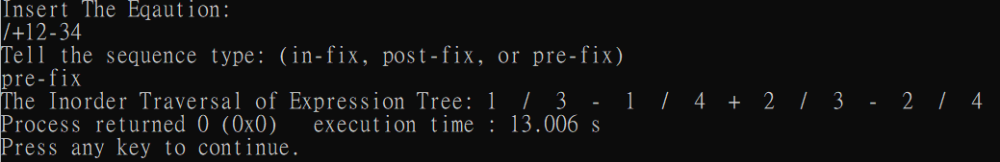 Insert The Eqaution:
/+12-34
Tell the sequence type: (in-fix, post-fix, or pre-fix)
pre-fix
The Inorder Traversal of Expression Tree: 1 / 3 - 1 / 4 + 2 / 3 - 2 / 4
Process returned 0 (0x0)   execution time : 13.006 s
Press any key to continue.